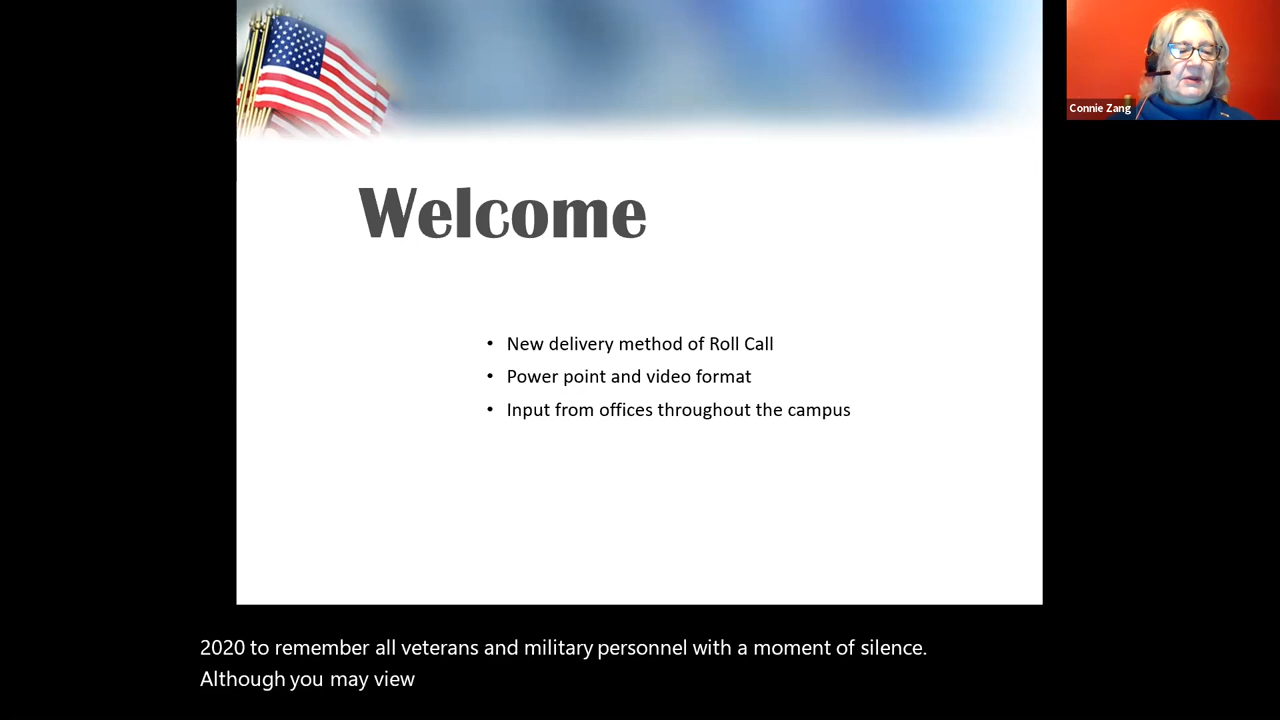 Connie Zang
Welcome
• New delivery method of Roll Call
• Power point and video format
• Input from offices throughout the campus
2020 to remember all veterans and military personnel with a moment of silence.
Although you may view